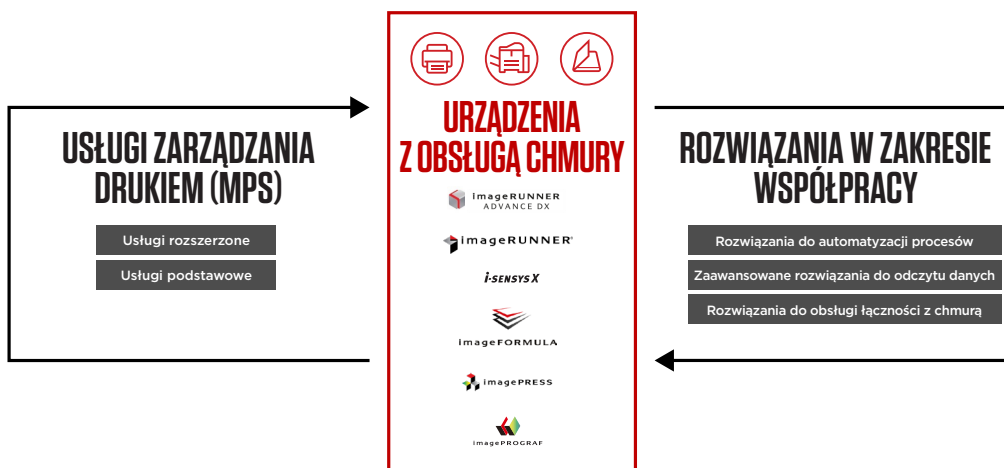 USŁUGI ZARZĄDZANIA
DRUKIEM (MPS)
Usługi rozszerzone
Usługi podstawowe
URZĄDZENIA
Z OBSŁUGĄ CHMURY
imageRUNNER
ADVANCE DX
imageRUNNER®
i-SENSYS X
imageFORMULA
imagePRESS
imagePROGRAF
ROZWIĄZANIA W ZAKRESIE
WSPÓŁPRACY
Rozwiązania do automatyzacji procesów
Zaawansowane rozwiązania do odczytu danych
Rozwiązania do obsługi łączności z chmurą